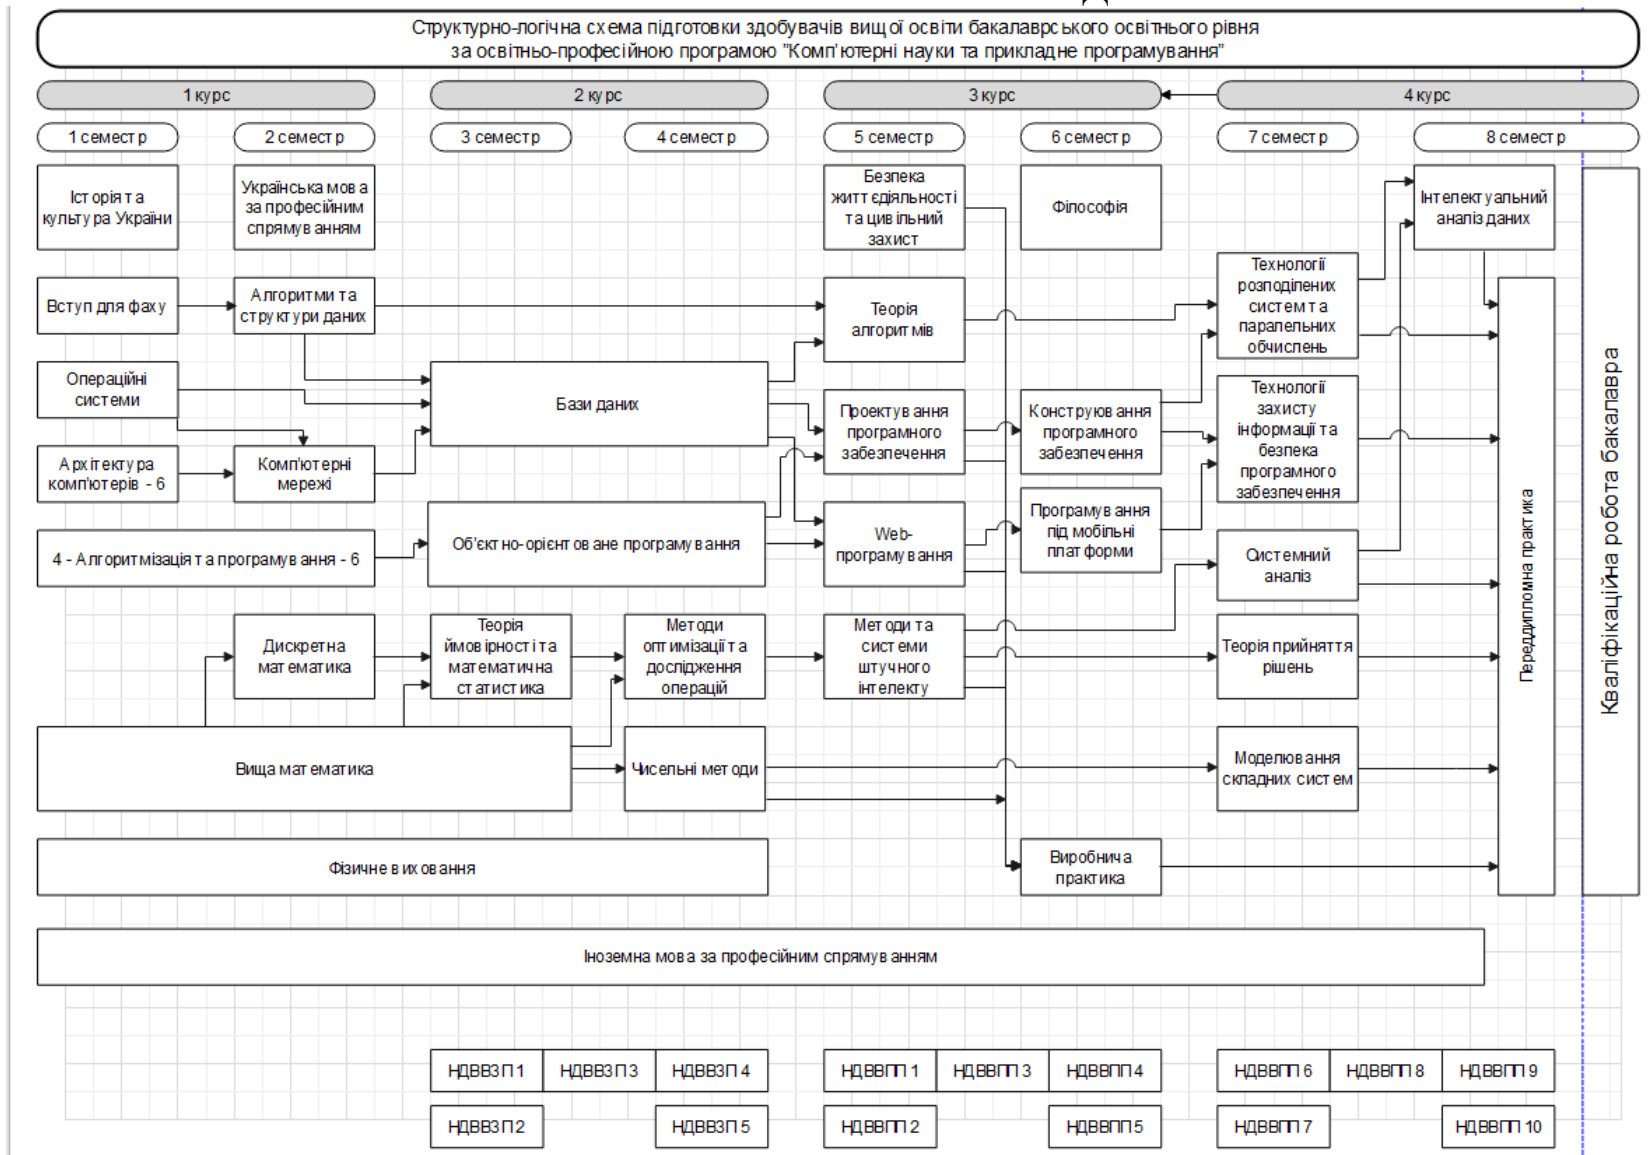 Структурно-логічна схема підготовки здобувачів вищої освіти бакалаврського освітнього рівня
за освітньо-професійною програмою "Комп'ютерні науки та прикладне програмування"
1 курс
2 курс
3 курс
4 курс
1 семестр
2 семестр
3 семестр
4 семестр
5 семестр
6 семестр
7 семестр
8 семестр
Історія та
культура України
Українська мова
за професійним
спрямуванням
Безпека
життєдіяльності
та цивільний
захист
Філософія
Інтелектуальний
аналіз даних
Вступ для фаху
Алгоритми та
структури даних
Теорія
алгоритмів
Технології
розподілених
систем та
паралельних
обчислень
Операційні
системи
Бази даних
Проектування
програмного
забезпечення
Конструювання
програмного
забезпечення
Технології
захисту
інформації та
безпека
програмного
забезпечення
Архітектура
комп'ютерів - 6
Комп'ютерні
мережі
4 - Алгоритмізація та програмування - 6
Об'єктно-орієнтоване програмування
Web-
програмування
Програмування
під мобільні
платформи
Системний
аналіз
Дискретна
математика
Теорія
ймовірності та
математична
статистика
Методи
оптимізації та
дослідження
операцій
Методи та
системи
штучного
інтелекту
Теорія прийняття
рішень
Вища математика
Чисельні методи
Моделювання
складних систем
Фізичне виховання
Виробнича
практика
Переддипломна практика
Кваліфікаційна робота бакалавра
Іноземна мова за професійним спрямуванням
НДВВЗП 1
НДВВЗП 3
НДВВЗП 4
НДВВПП 1
НДВВПП 3
НДВВПП 4
НДВВПП 6
НДВВПП 8
НДВВПП 9
НДВВЗП 2
НДВВЗП 5
НДВВПП 2
НДВВПП 5
НДВВПП 7
НДВВПП 10